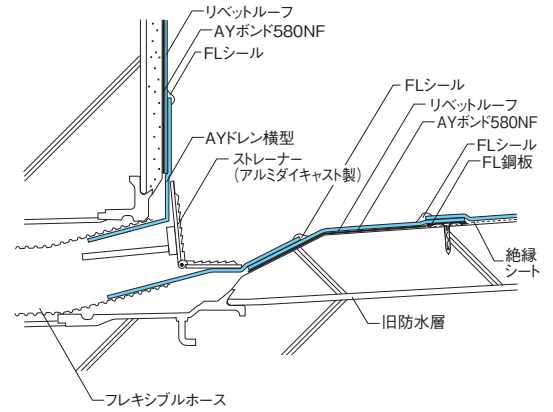 リベットルーフ
AYボンド580NF
FLシール
AYドレン横型
ストレーナー
（アルミダイキャスト製）
FLシール
リベットルーフ
AYボンド580NF
FLシール
FL鋼板
絶縁
シート
旧防水層
フレキシブルホース